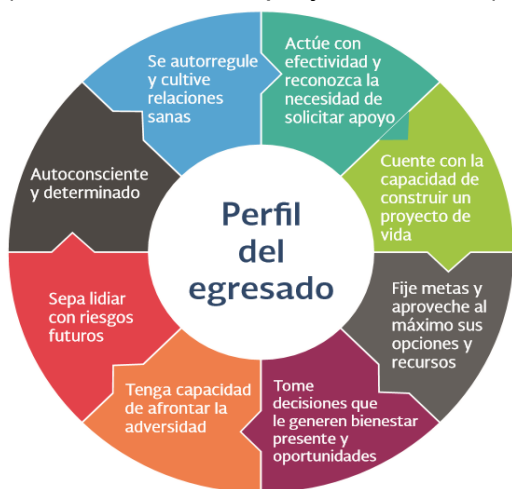 Se autorregule
y cultive
relaciones
sanas
Actúe con
efectividad y
reconozca la
necesidad de
solicitar apoyo
Cuente con la
capacidad de
construir un
proyecto de
vida
Fije metas y
aproveche al
máximo sus
opciones y
recursos
Tome
decisiones que
le generen bienestar
presente y
oportunidades
Tenga capacidad
de afrontar la
adversidad
Sepa lidiar
con riesgos
futuros
Autoconsciente
y determinado
Perfil
del
egresado